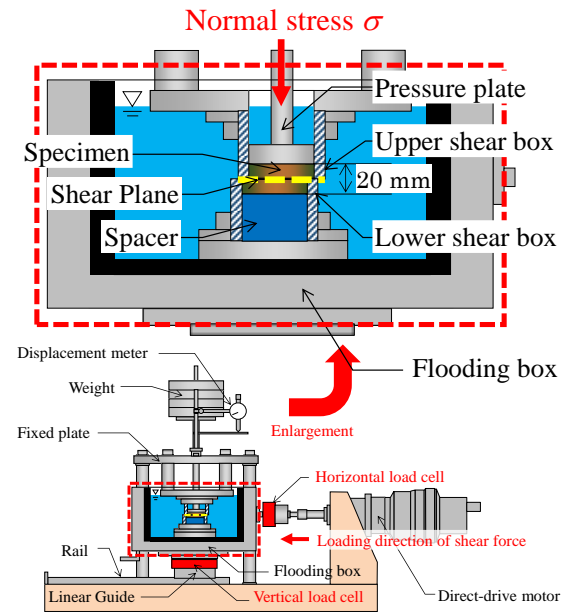 Normal stress σ
Pressure plate
Specimen
Upper shear box
Shear Plane
20 mm
Spacer
Lower shear box
Flooding box
Displacement meter
Weight
Enlargement
Fixed plate
Horizontal load cell
Loading direction of shear force
Rail
Flooding box
Direct-drive motor
Linear Guide
Vertical load cell